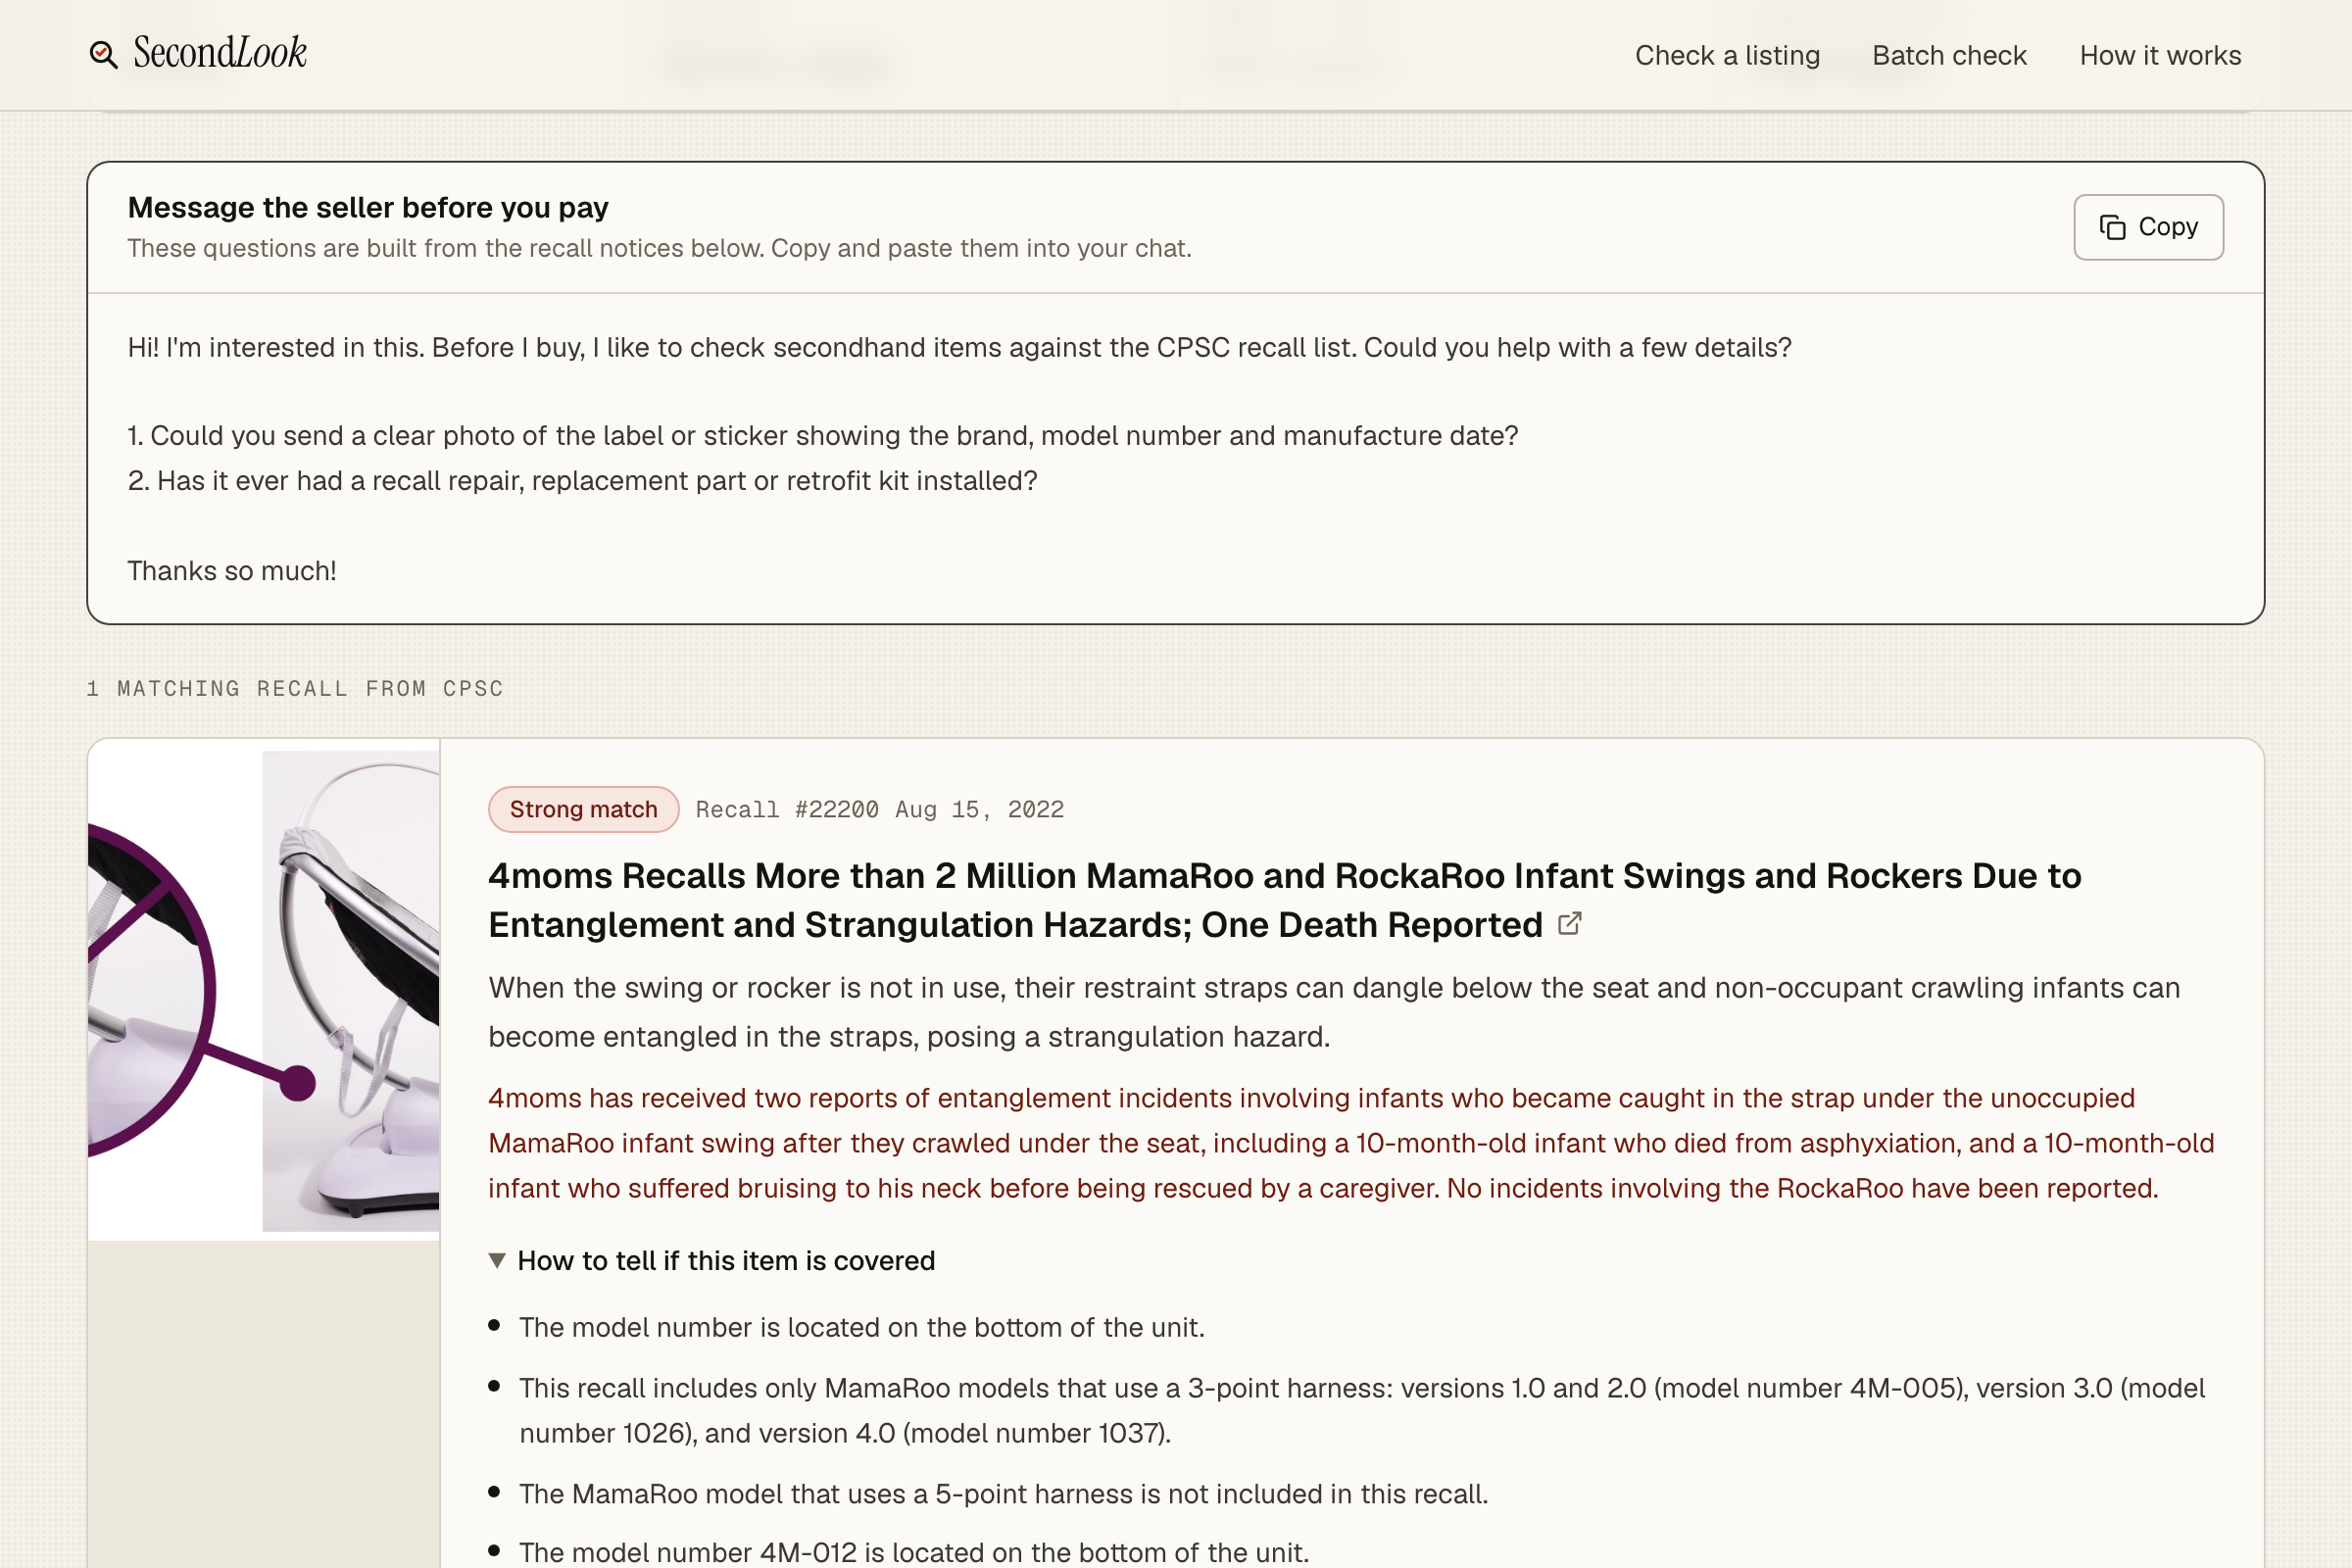 SecondLook
Check a listing
Batch check
How it works
Message the seller before you pay
These questions are built from the recall notices below. Copy and paste them into your chat.
Copy
Hi! I'm interested in this. Before I buy, I like to check secondhand items against the CPSC recall list. Could you help with a few details?
1. Could you send a clear photo of the label or sticker showing the brand, model number and manufacture date?
2. Has it ever had a recall repair, replacement part or retrofit kit installed?
Thanks so much!
1 MATCHING RECALL FROM CPSC
Strong match
Recall #22200 Aug 15, 2022
4moms Recalls More than 2 Million MamaRoo and RockaRoo Infant Swings and Rockers Due to
Entanglement and Strangulation Hazards; One Death Reported
When the swing or rocker is not in use, their restraint straps can dangle below the seat and non-occupant crawling infants can
become entangled in the straps, posing a strangulation hazard.
4moms has received two reports of entanglement incidents involving infants who became caught in the strap under the unoccupied
MamaRoo infant swing after they crawled under the seat, including a 10-month-old infant who died from asphyxiation, and a 10-month-old
infant who suffered bruising to his neck before being rescued by a caregiver. No incidents involving the RockaRoo have been reported.
How to tell if this item is covered
The model number is located on the bottom of the unit.
This recall includes only MamaRoo models that use a 3-point harness: versions 1.0 and 2.0 (model number 4M-005), version 3.0 (model
number 1026), and version 4.0 (model number 1037).
The MamaRoo model that uses a 5-point harness is not included in this recall.
The model number 4M-012 is located on the bottom of the unit.